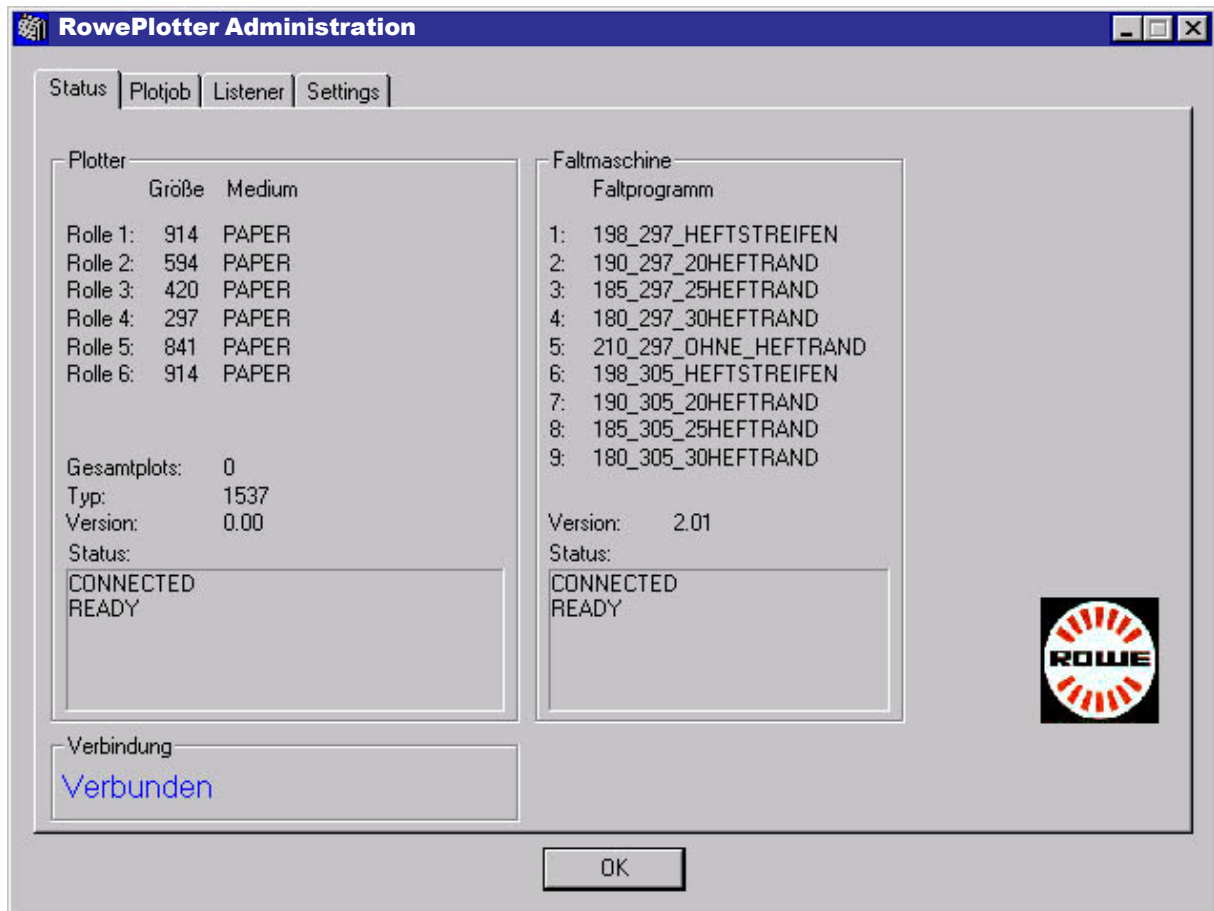 RowePlotter Administration
Status Plotjob Listener Settings
Plotter
Größe Medium
Rolle 1: 914 PAPER
Rolle 2: 594 PAPER
Rolle 3: 420 PAPER
Rolle 4: 297 PAPER
Rolle 5: 841 PAPER
Rolle 6: 914 PAPER
Gesamtplots: 0
Typ: 1537
Version: 0.00
Status:
CONNECTED
READY
Faltmaschine
Faltprogramm
1: 198_297_HEFTSTREIFEN
2: 190_297_20HEFTRAND
3: 185_297_25HEFTRAND
4: 180_297_30HEFTRAND
5: 210_297_OHNE_HEFTRAND
6: 198_305_HEFTSTREIFEN
7: 190_305_20HEFTRAND
8: 185_305_25HEFTRAND
9: 180_305_30HEFTRAND
Version: 2.01
Status:
CONNECTED
READY
ROWE
Verbindung
Verbunden
OK